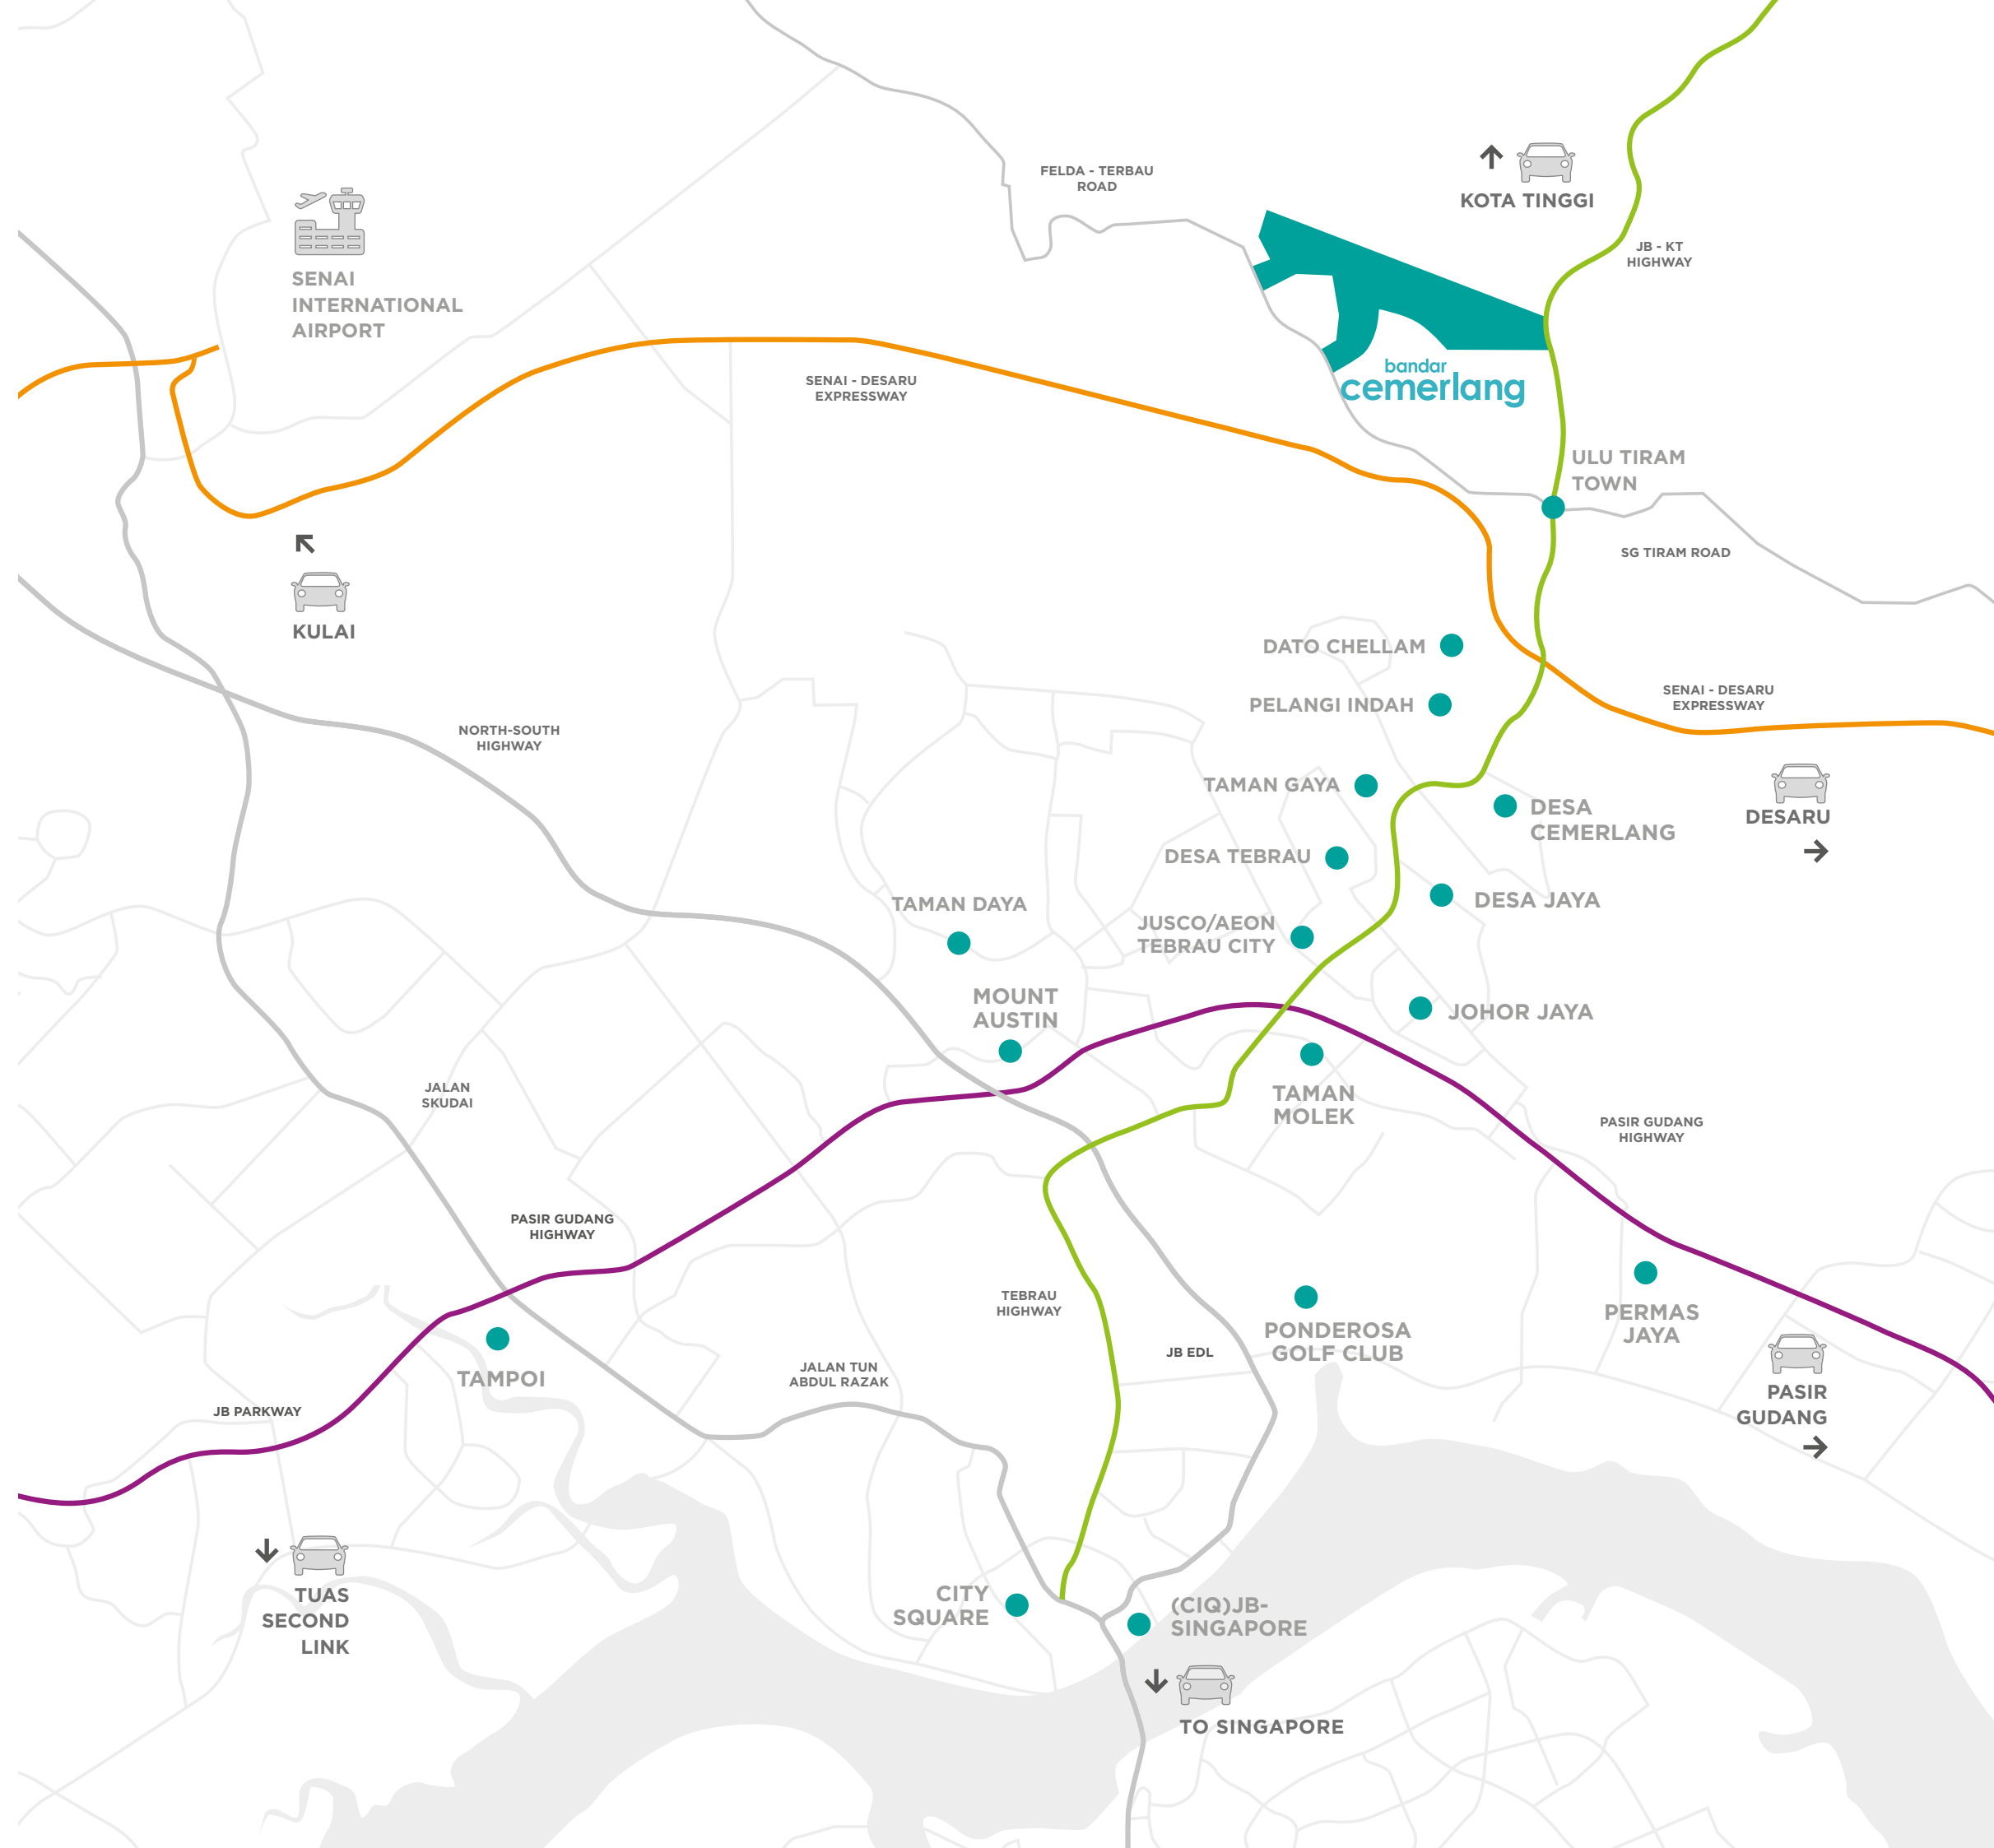 FELDA - TERBAU
ROAD
KOTA TINGGI
JB - KT
HIGHWAY
SENAI
INTERNATIONAL
AIRPORT
bandar
cemerlang
SENAI - DESARU
EXPRESSWAY
ULU TIRAM
TOWN
SG TIRAM ROAD
KULAI
DATO CHELLAM
PELANGI INDAH
SENAI - DESARU
EXPRESSWAY
NORTH-SOUTH
HIGHWAY
TAMAN GAYA
DESA
CEMERLANG
DESARU
DESA TEBRAU
TAMAN DAYA
DESA JAYA
JUSCO/AEON
TEBRAU CITY
MOUNT
AUSTIN
JOHOR JAYA
JALAN
SKUDAI
TAMAN
MOLEK
PASIR GUDANG
HIGHWAY
PASIR GUDANG
HIGHWAY
TEBRAU
HIGHWAY
PONDEROSA
GOLF CLUB
PERMAS
JAYA
JB EDL
TAMPOI
JALAN TUN
ABDUL RAZAK
PASIR
GUDANG
JB PARKWAY
TUAS
SECOND
LINK
CITY
SQUARE
(CIQ)JB-
SINGAPORE
TO SINGAPORE